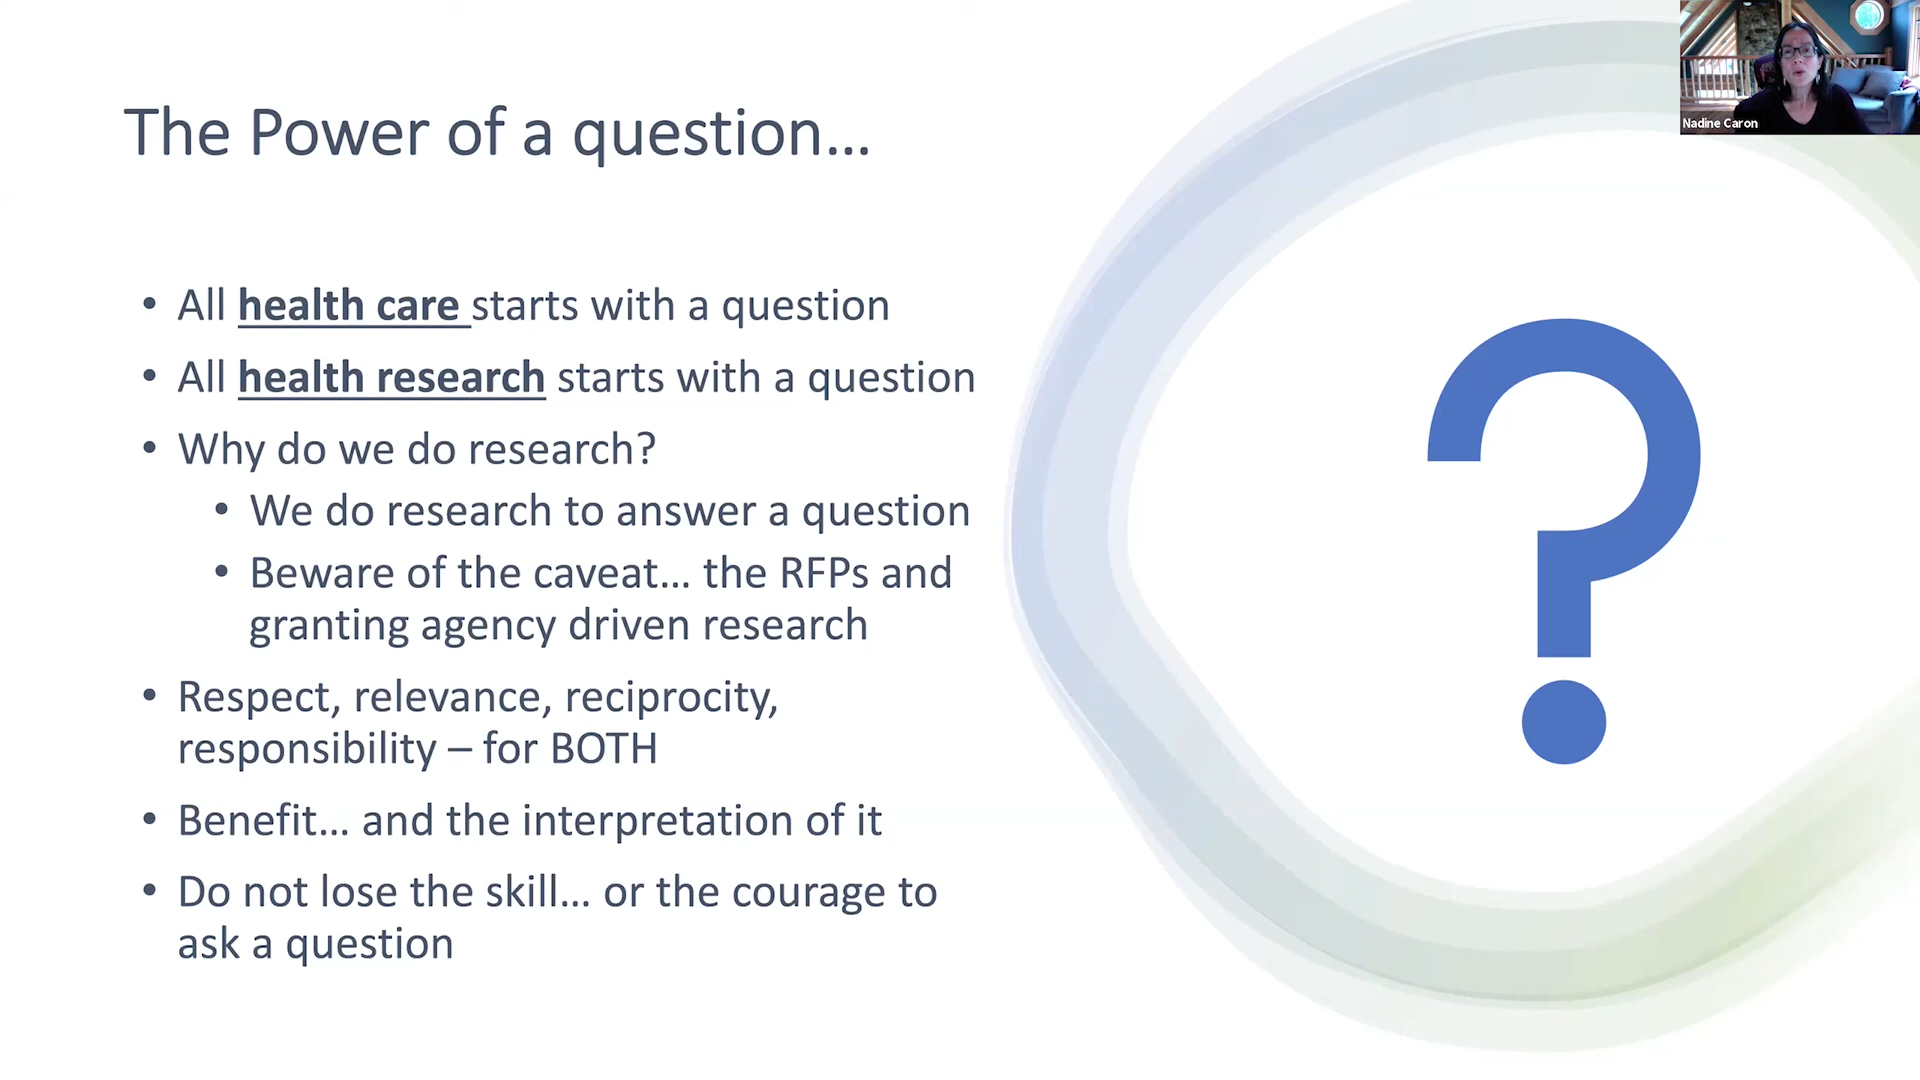 Nadine Caron
The Power of a question...
• All health care starts with a question
• All health research starts with a question
• Why do we do research?
• We do research to answer a question
• Beware of the caveat... the RFPs and
granting agency driven research
• Respect, relevance, reciprocity,
responsibility – for BOTH
• Benefit... and the interpretation of it
• Do not lose the skill... or the courage to
ask a question
?